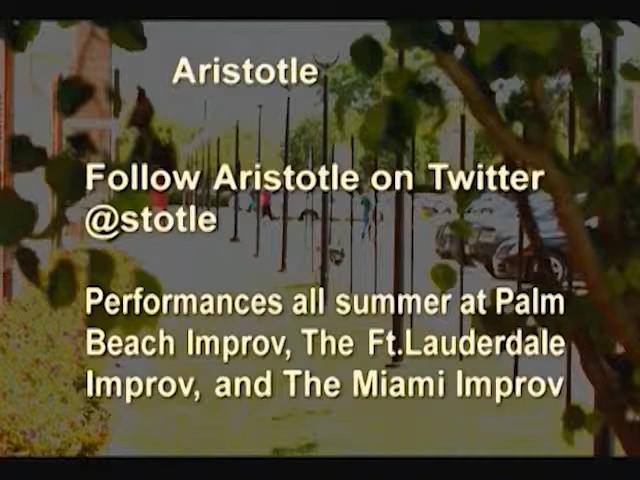 Aristotle
Follow Aristotle on Twitter
@stotle
Performances all summer at Palm
Beach Improv, The Ft.Lauderdale
Improv, and The Miami Improv